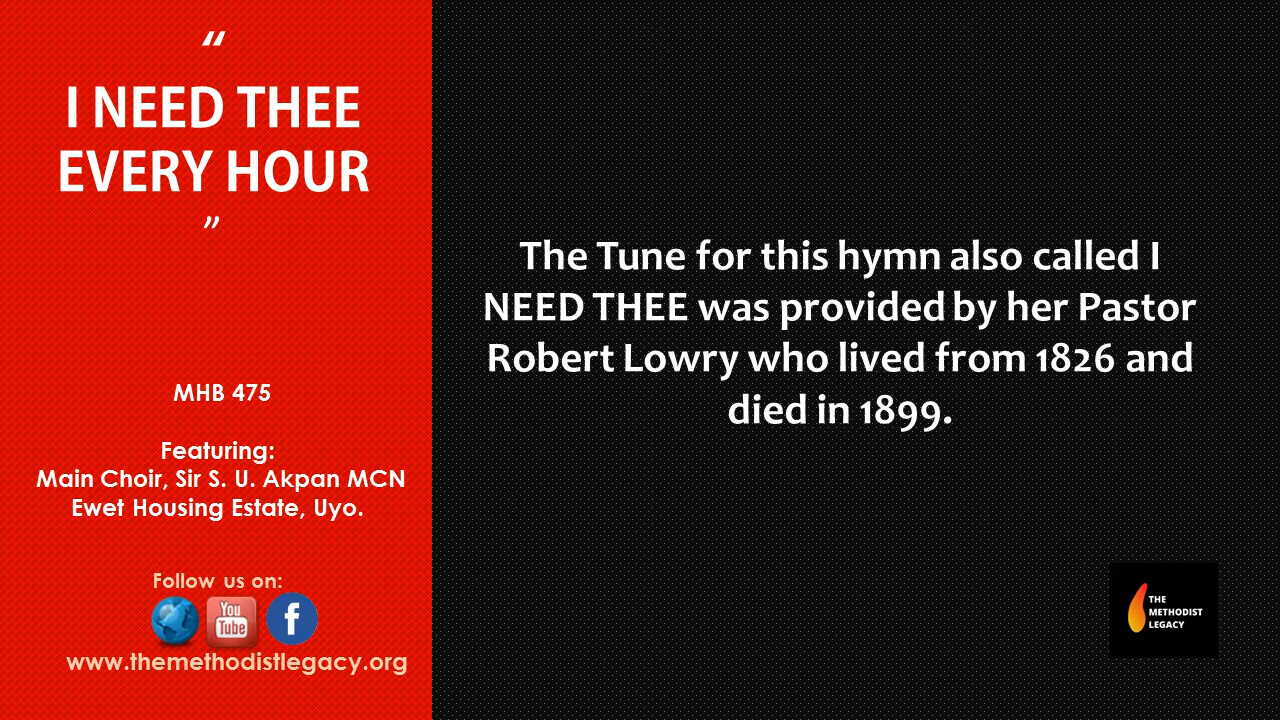 “
I NEED THEE
EVERY HOUR
”
MHB 475
Featuring:
Main Choir, Sir S. U. Akpan MCN
Ewet Housing Estate, Uyo.
Follow us on:
You
Tube
f
www.themethodistlegacy.org
The Tune for this hymn also called I
NEED THEE was provided by her Pastor
Robert Lowry who lived from 1826 and
died in 1899.
THE
METHODIST
LEGACY